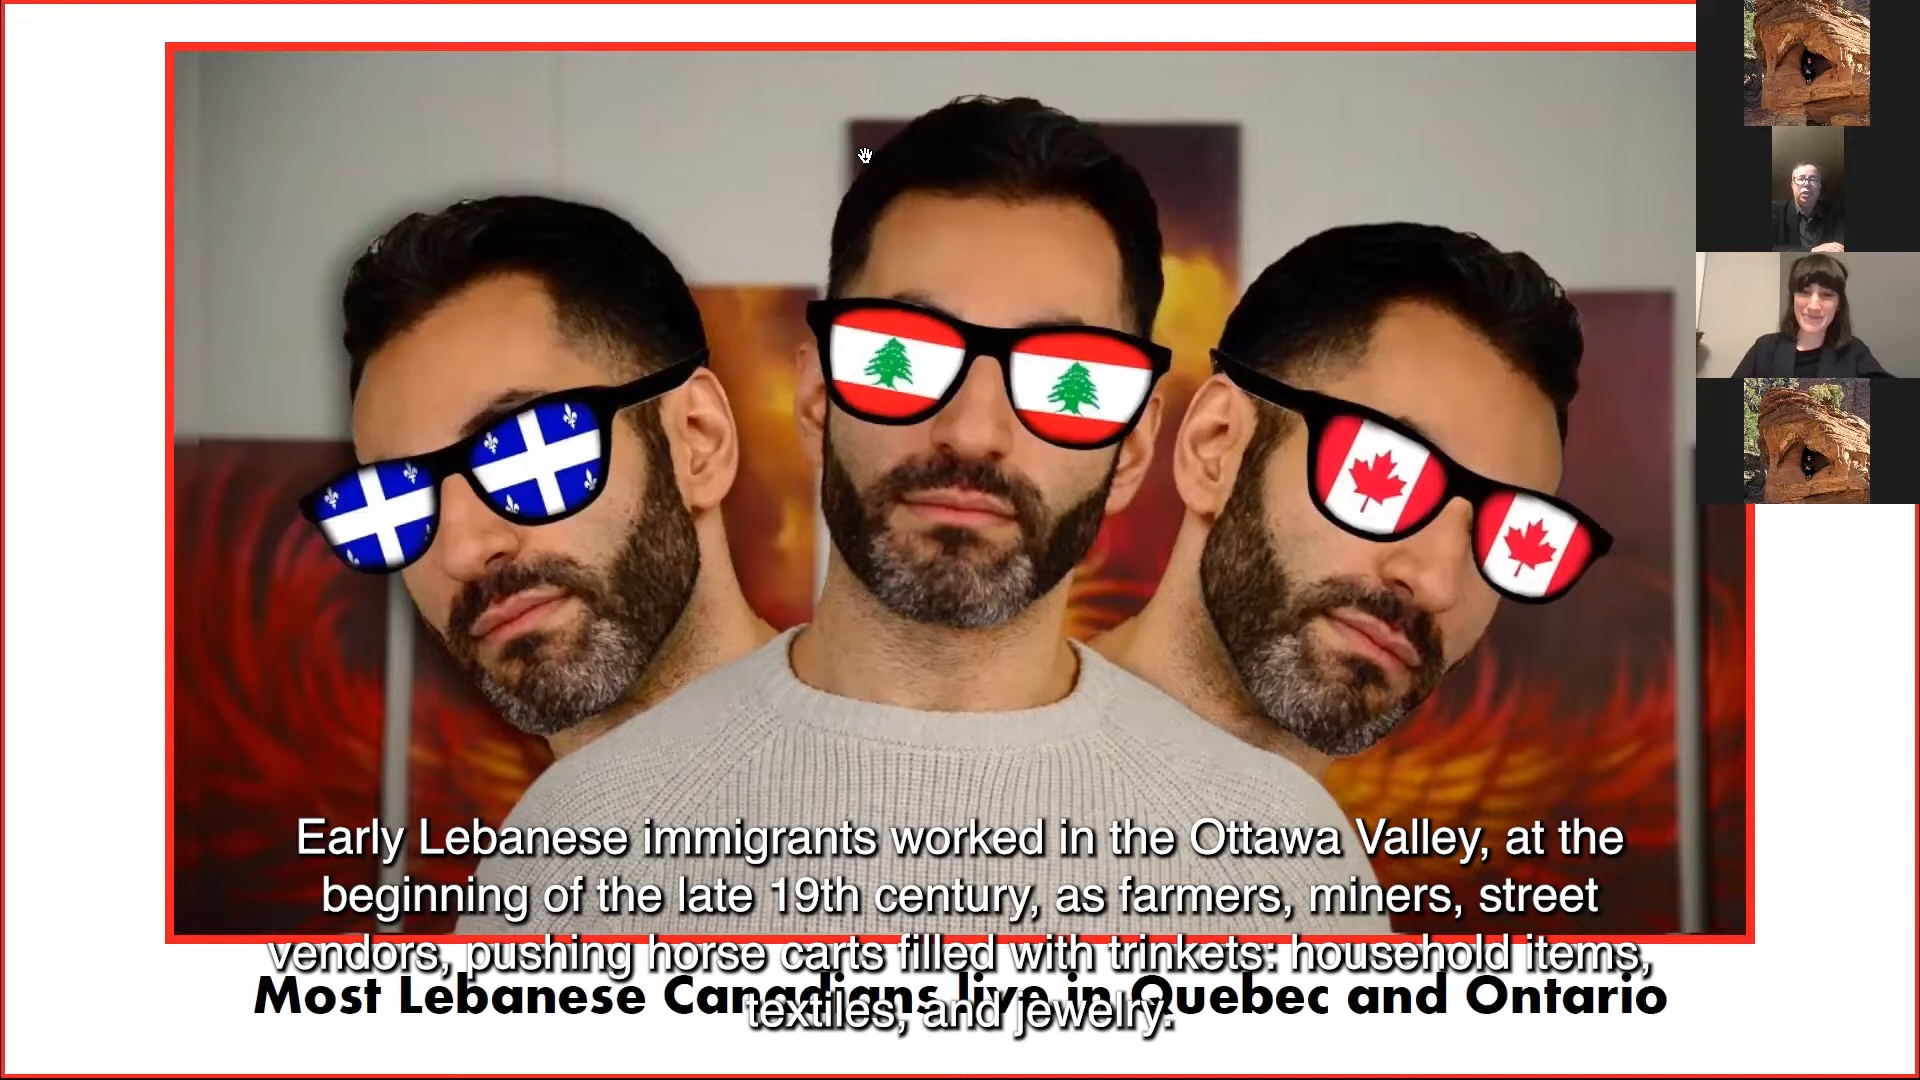 Early Lebanese immigrants worked in the Ottawa Valley, at the
beginning of the late 19th century, as farmers, miners, street
vendors, pushing horse carts filled with trinkets: household items,
textiles, and jewelry.
Most Lebanese Canadians live in Quebec and Ontario